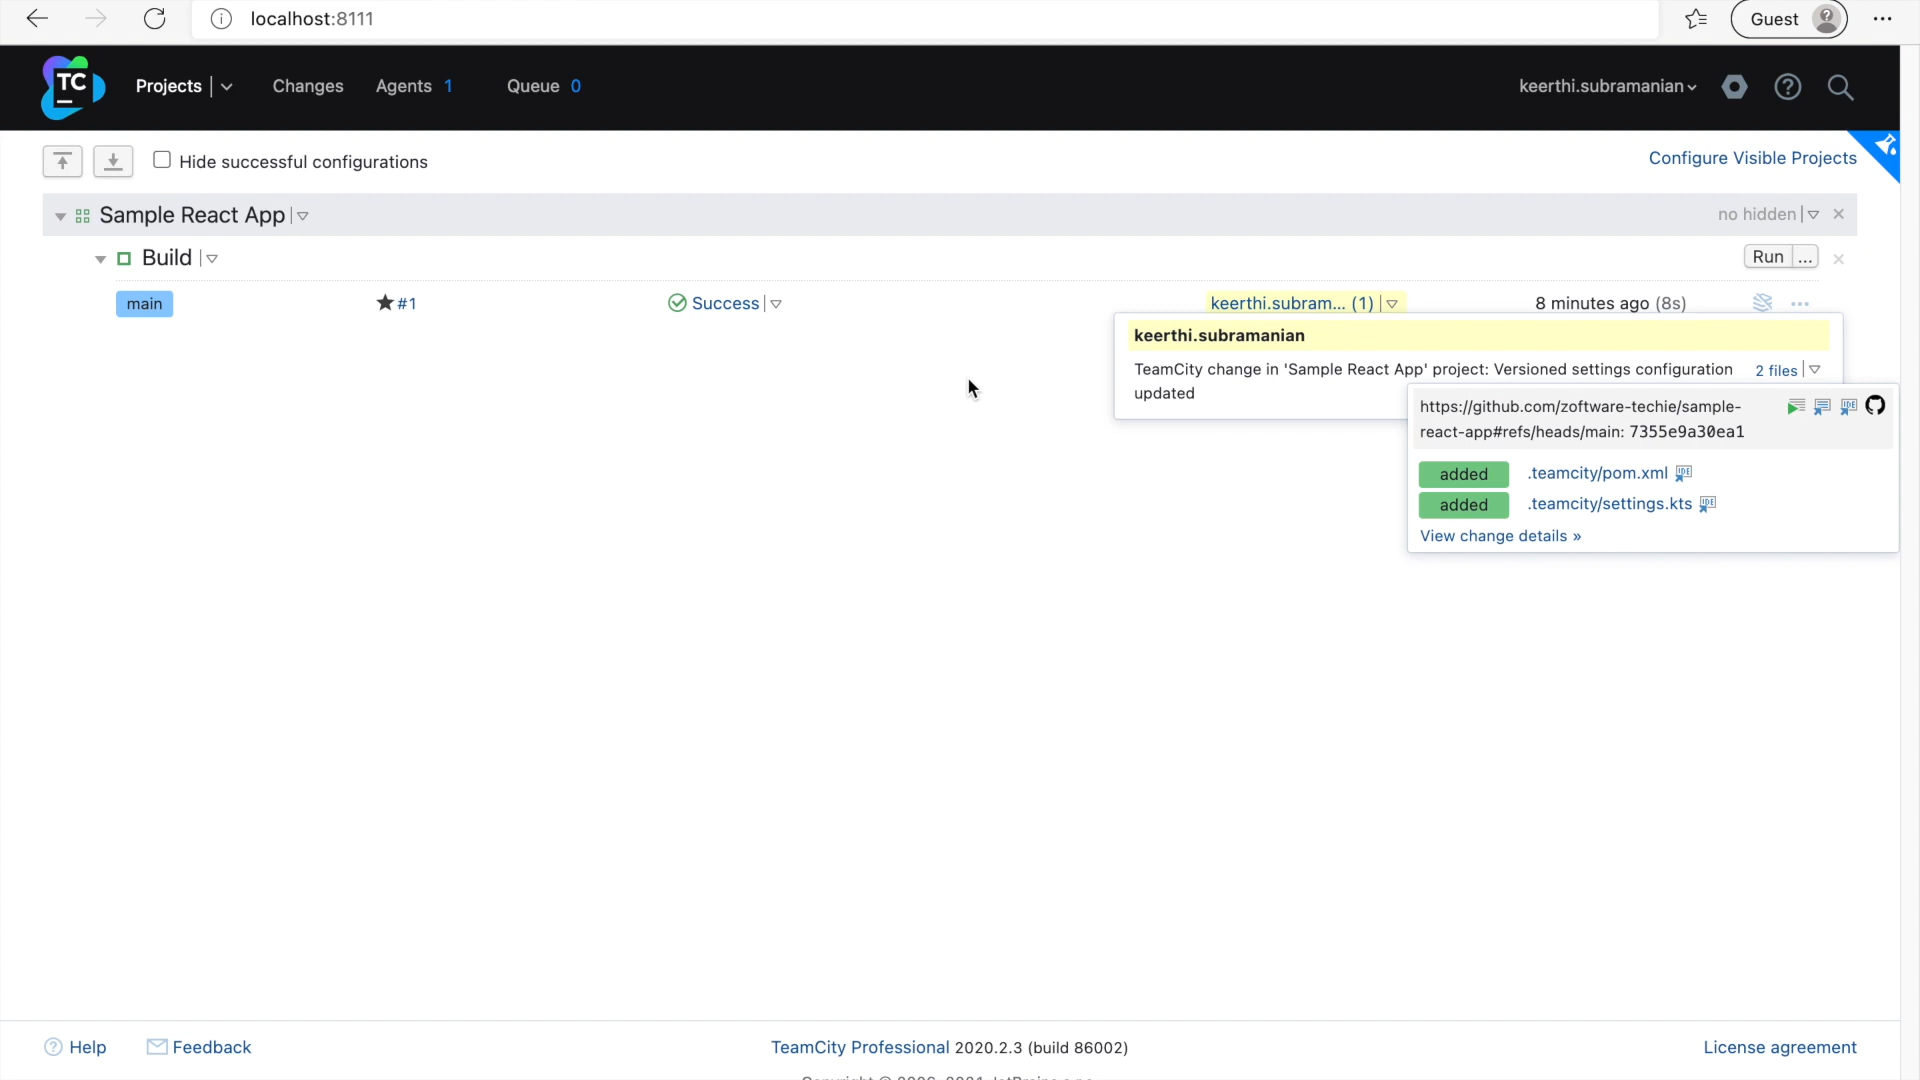 localhost:8111
Guest
TC
Projects
Changes
Agents 1
Queue 0
keerthi.subramanian
Hide successful configurations
Configure Visible Projects
Sample React App
no hidden
Build
Run ...
main
#1
Success
keerthi.subram... (1)
8 minutes ago (8s)
keerthi.subramanian
TeamCity change in 'Sample React App' project: Versioned settings configuration
updated
2 files
https://github.com/zoftware-techie/sample-
react-app#refs/heads/main: 7355e9a30ea1
added .teamcity/pom.xml
added .teamcity/settings.kts
View change details »
Help
Feedback
TeamCity Professional 2020.2.3 (build 86002)
License agreement